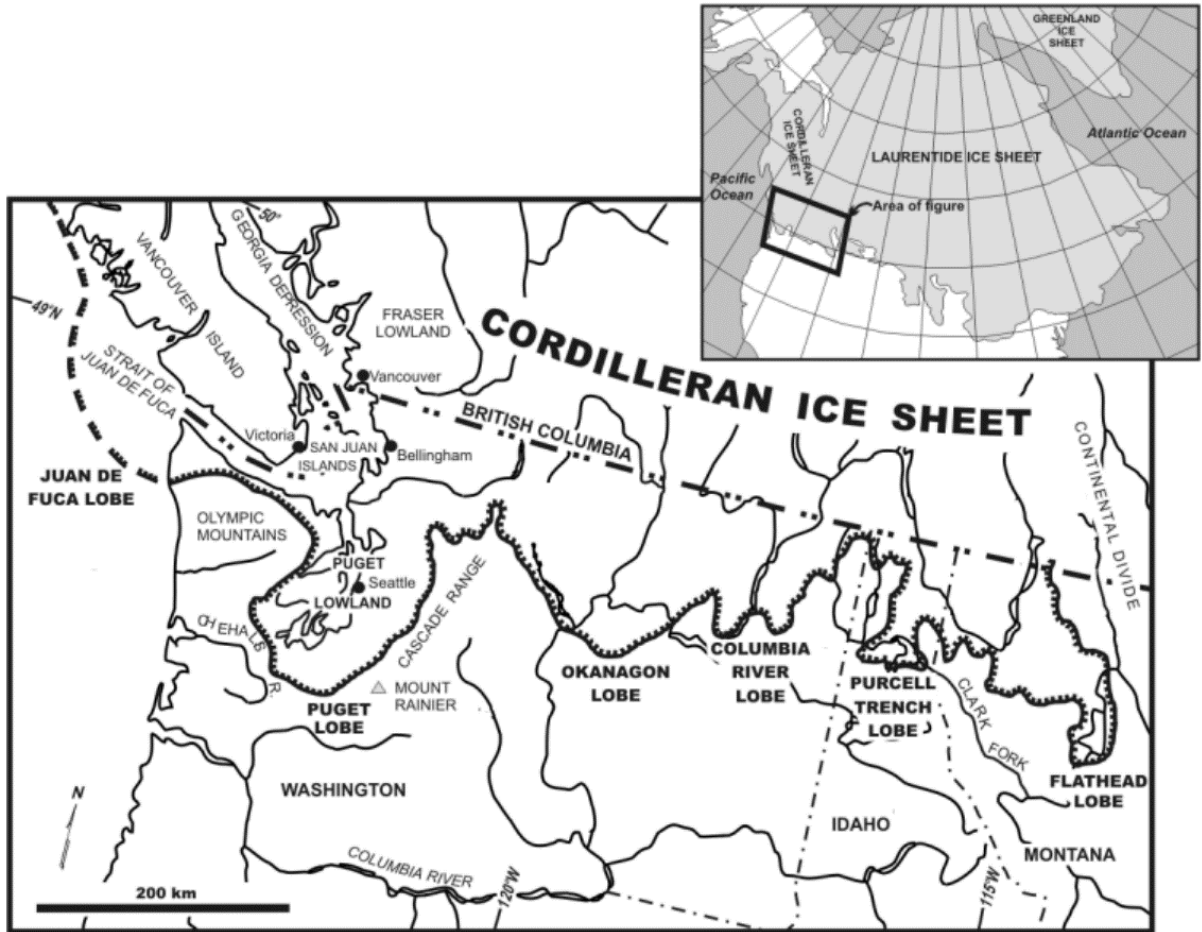 GREENLAND
ICE
SHEET
Atlantic Ocean
CORDILLERAN
ICE SHEET
LAURENTIDE ICE SHEET
Pacific
Ocean
Area of figure
50°
49°N
VANCOUVER
ISLAND
GEORGIA DEPRESSION
FRASER
LOWLAND
CORDILLERAN ICE SHEET
STRAIT OF
JUAN DE FUCA
Vancouver
BRITISH COLUMBIA
Victoria
SAN JUAN
ISLANDS
Bellingham
CONTINENTAL DIVIDE
JUAN DE
FUCA LOBE
OLYMPIC
MOUNTAINS
PUGET
LOWLAND
Seattle
CASCADE RANGE
CHEHALIS
R.
PUGET
LOBE
MOUNT
RAINIER
OKANAGON
LOBE
COLUMBIA
RIVER
LOBE
PURCELL
TRENCH
LOBE
CLARK
FORK
FLATHEAD
LOBE
N
WASHINGTON
IDAHO
MONTANA
COLUMBIA RIVER
120°W
115°W
200 km